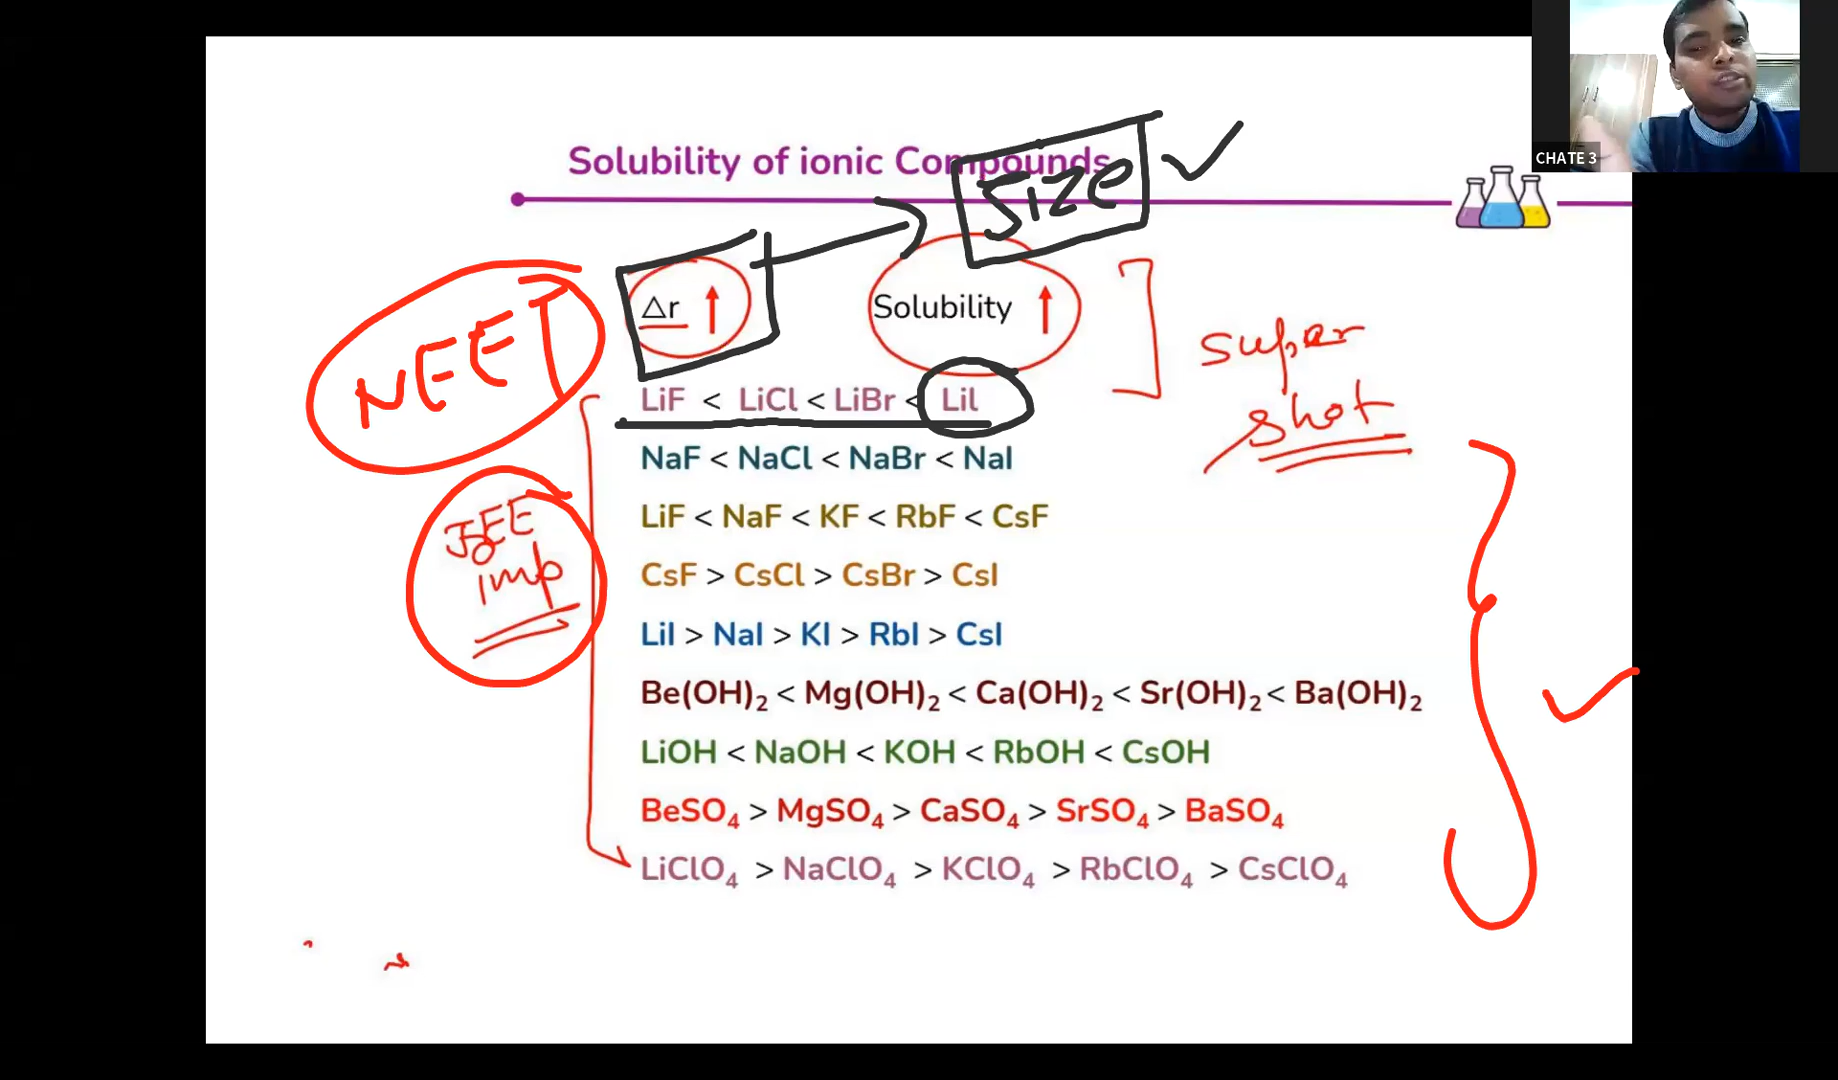 CHATE 3
Solubility of ionic Compounds
Size
Δr ↑ Solubility ↑
NEET
super
shot
LiF < LiCl < LiBr < LiI
NaF < NaCl < NaBr < NaI
JEE
imp
LiF < NaF < KF < RbF < CsF
CsF > CsCl > CsBr > CsI
LiI > NaI > KI > RbI > CsI
Be(OH)₂ < Mg(OH)₂ < Ca(OH)₂ < Sr(OH)₂ < Ba(OH)₂
LiOH < NaOH < KOH < RbOH < CsOH
BeSO₄ > MgSO₄ > CaSO₄ > SrSO₄ > BaSO₄
LiClO₄ > NaClO₄ > KClO₄ > RbClO₄ > CsClO₄